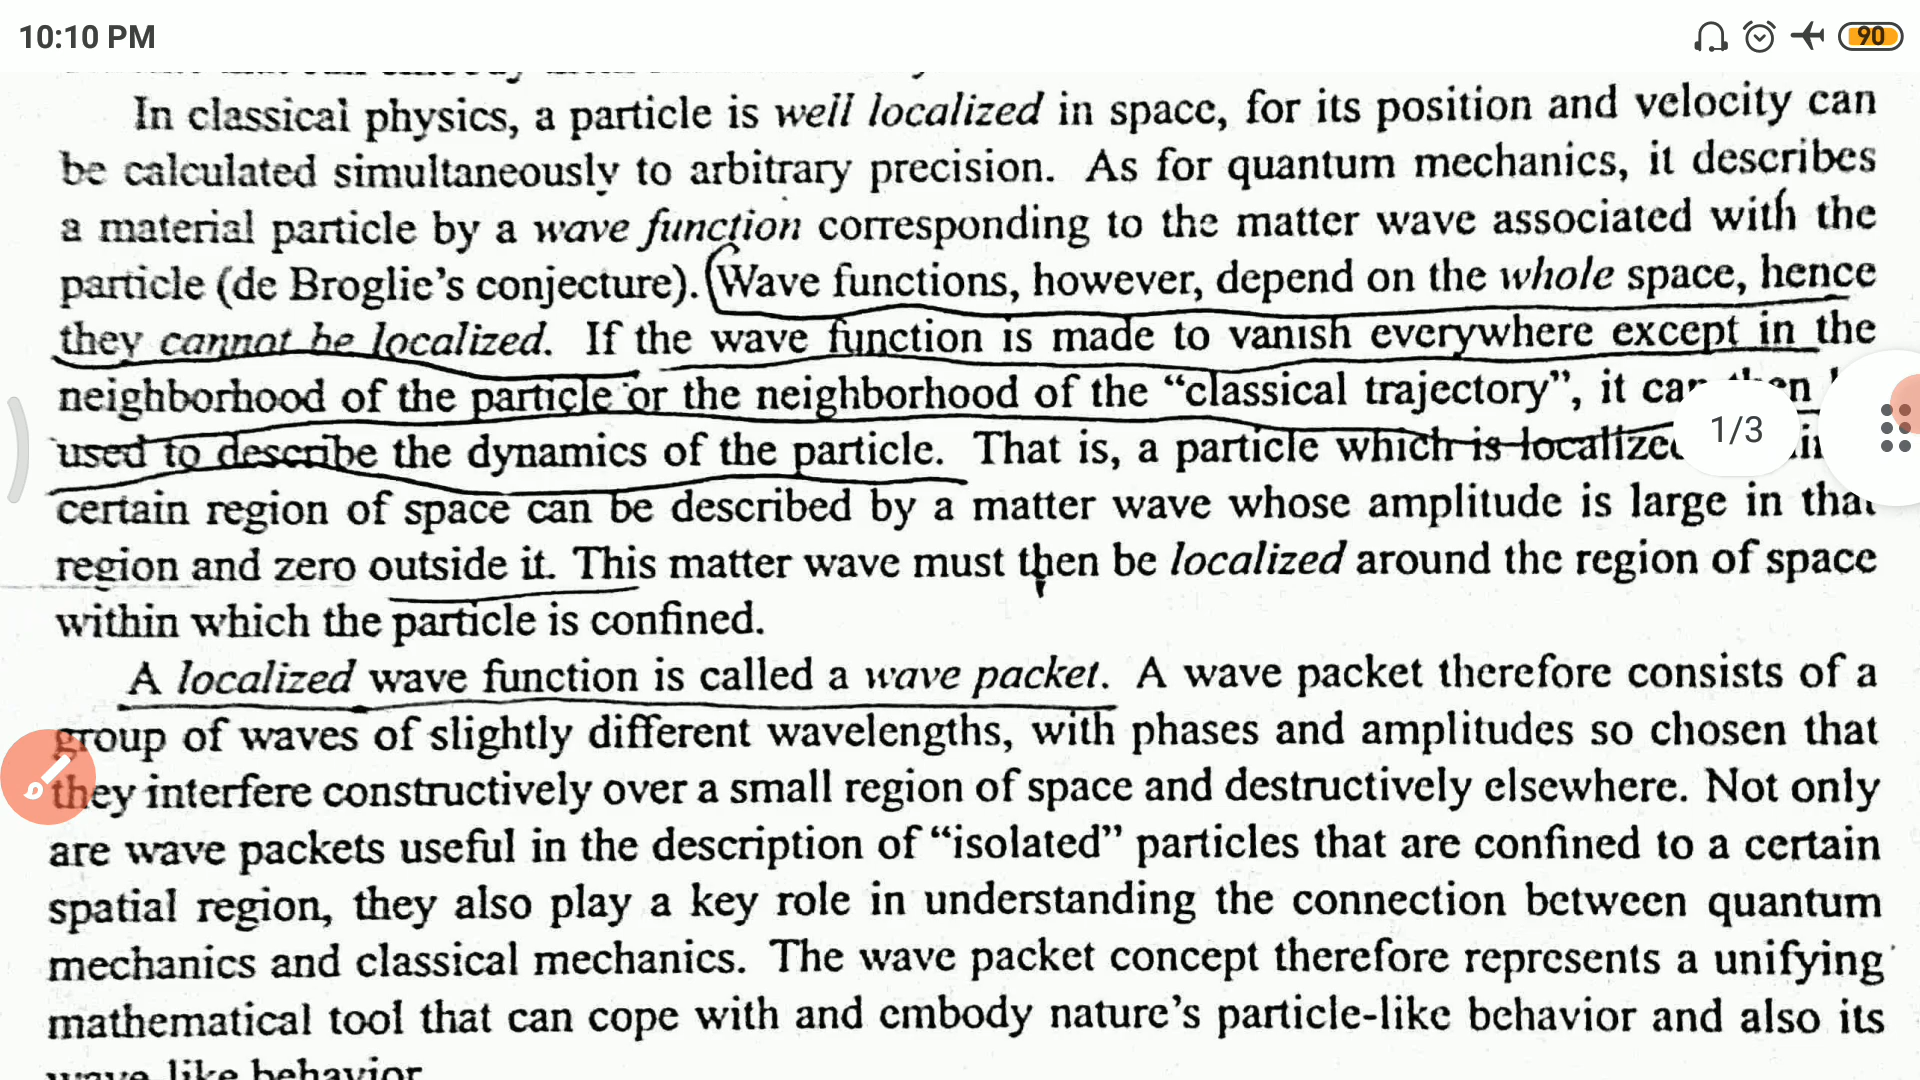 10:10 PM
90
In classical physics, a particle is well localized in space, for its position and velocity can
be calculated simultaneously to arbitrary precision. As for quantum mechanics, it describes
a material particle by a wave function corresponding to the matter wave associated with the
particle (de Broglie's conjecture). Wave functions, however, depend on the whole space, hence
they cannot be localized. If the wave function is made to vanish everywhere except in the
neighborhood of the particle or the neighborhood of the “classical trajectory”, it can then
1/3
used to describe the dynamics of the particle. That is, a particle which is localized
certain region of space can be described by a matter wave whose amplitude is large in that
region and zero outside it. This matter wave must then be localized around the region of space
within which the particle is confined.
A localized wave function is called a wave packet. A wave packet therefore consists of a
group of waves of slightly different wavelengths, with phases and amplitudes so chosen that
they interfere constructively over a small region of space and destructively elsewhere. Not only
are wave packets useful in the description of “isolated” particles that are confined to a certain
spatial region, they also play a key role in understanding the connection between quantum
mechanics and classical mechanics. The wave packet concept therefore represents a unifying
mathematical tool that can cope with and embody nature's particle-like behavior and also its
wave-like behavior